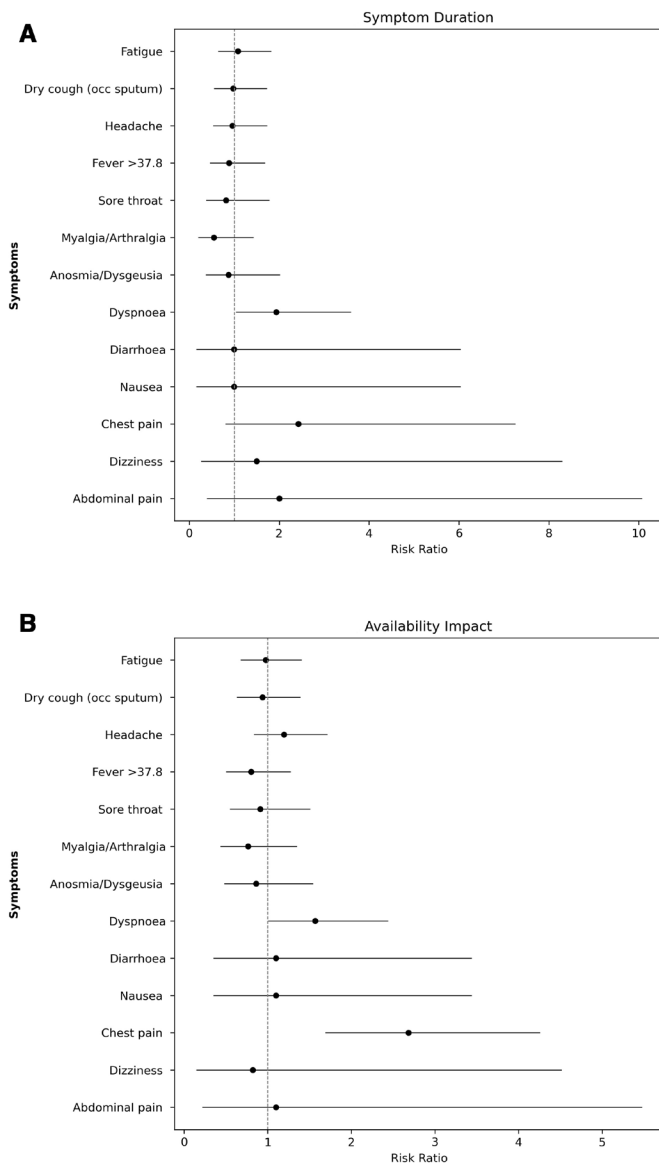 A
Symptom Duration
Fatigue
Dry cough (occ sputum)
Headache
Fever >37.8
Sore throat
Myalgia/Arthralgia
Anosmia/Dysgeusia
Dyspnoea
Diarrhoea
Nausea
Chest pain
Dizziness
Abdominal pain
Symptoms
0 2 4 6 8 10
Risk Ratio
B
Availability Impact
Fatigue
Dry cough (occ sputum)
Headache
Fever >37.8
Sore throat
Myalgia/Arthralgia
Anosmia/Dysgeusia
Dyspnoea
Diarrhoea
Nausea
Chest pain
Dizziness
Abdominal pain
Symptoms
0 1 2 3 4 5
Risk Ratio